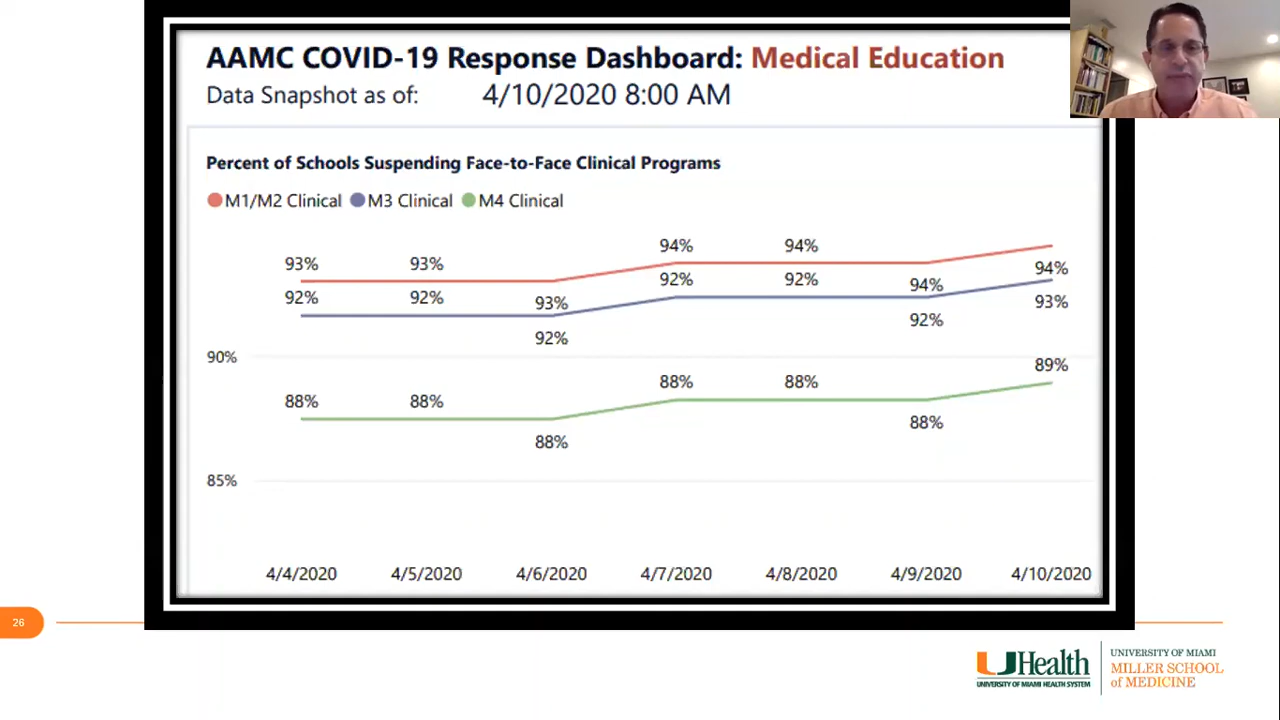 AAMC COVID-19 Response Dashboard: Medical Education
Data Snapshot as of: 4/10/2020 8:00 AM
Percent of Schools Suspending Face-to-Face Clinical Programs
M1/M2 Clinical M3 Clinical M4 Clinical
93% 93% 94% 94%
92% 92% 93% 92% 92% 94% 94%
92% 92% 93%
90%
88% 88% 88% 88% 89%
88% 88%
85%
4/4/2020 4/5/2020 4/6/2020 4/7/2020 4/8/2020 4/9/2020 4/10/2020
26
UHealth
UNIVERSITY OF MIAMI HEALTH SYSTEM
UNIVERSITY OF MIAMI
MILLER SCHOOL
of MEDICINE